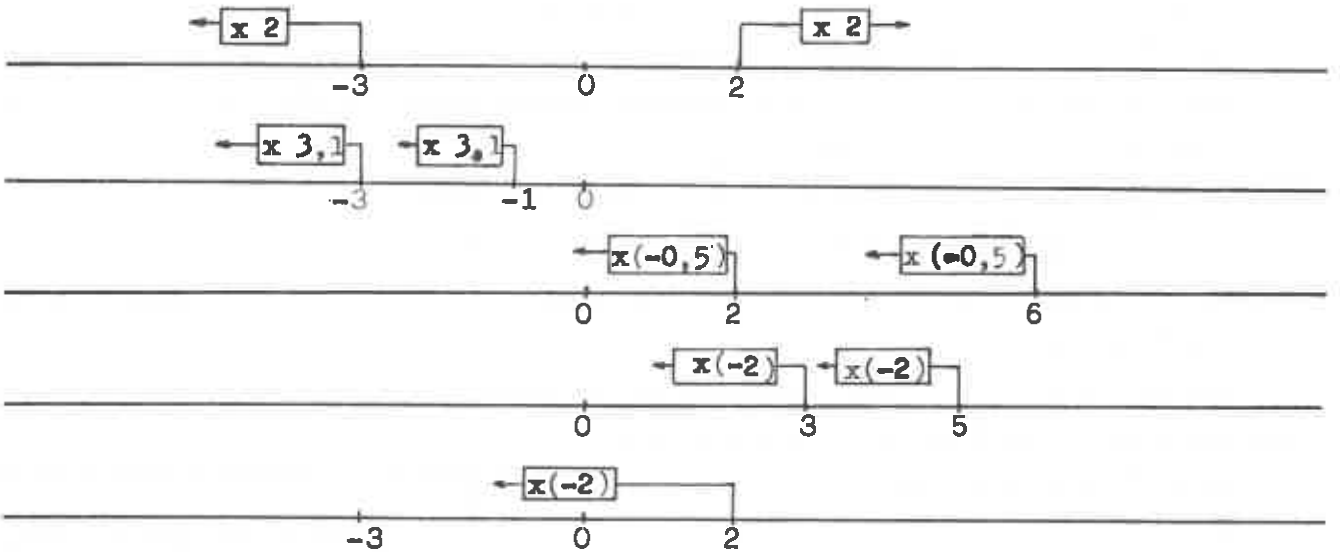 x 2 x 2
-3 0 2
x 3,1 x 3,1
-3 -1 0
x(-0,5) x (-0,5)
0 2 6
x(-2) x(-2)
0 3 5
x(-2)
-3 0 2